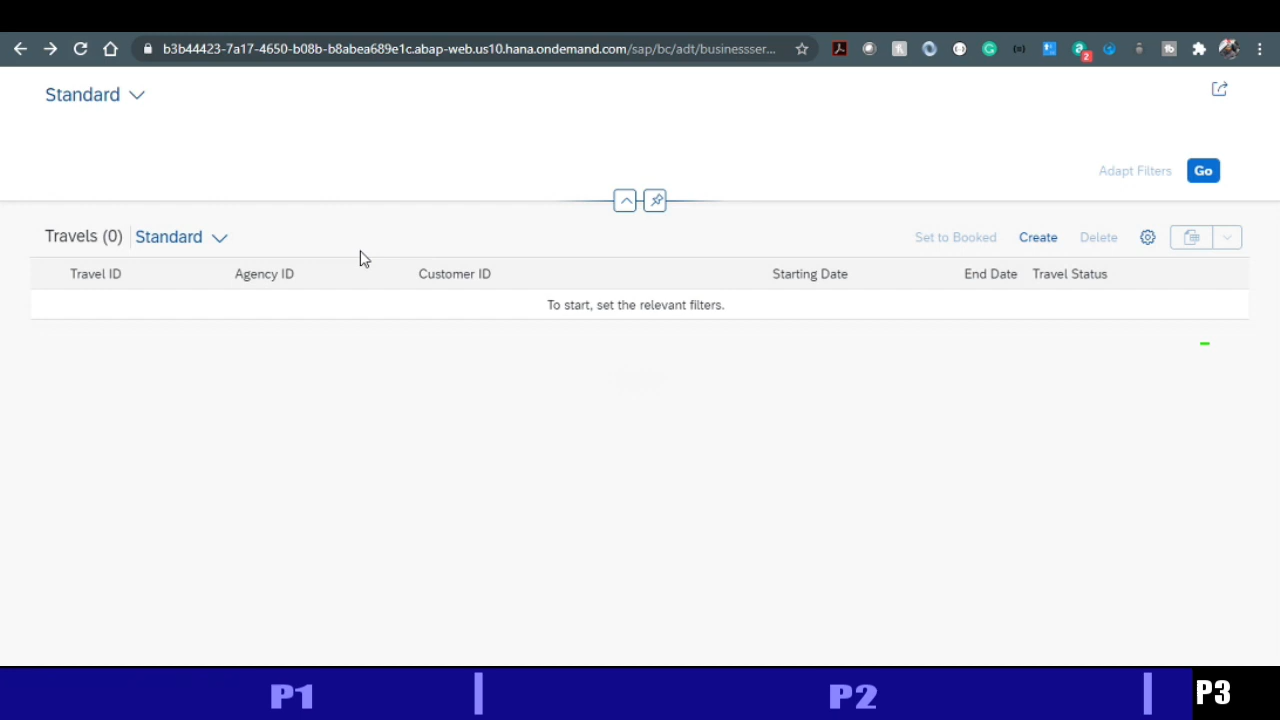 b3b44423-7a17-4650-b08b-b8abea689e1c.abap-web.us10.hana.ondemand.com/sap/bc/adt/businessser...
2
Standard
Adapt Filters Go
Travels (0) Standard Set to Booked Create Delete
Travel ID Agency ID Customer ID Starting Date End Date Travel Status
To start, set the relevant filters.
P1 P2 P3